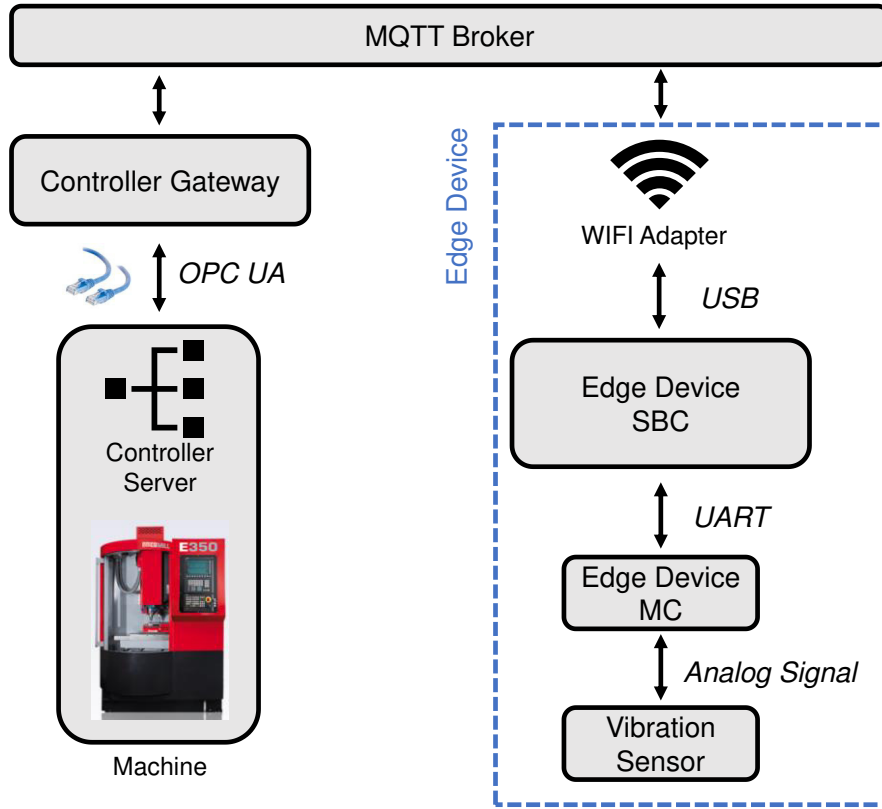 MQTT Broker
Controller Gateway
OPC UA
Controller
Server
E350
Machine
Edge Device
WIFI Adapter
USB
Edge Device
SBC
UART
Edge Device
MC
Analog Signal
Vibration
Sensor